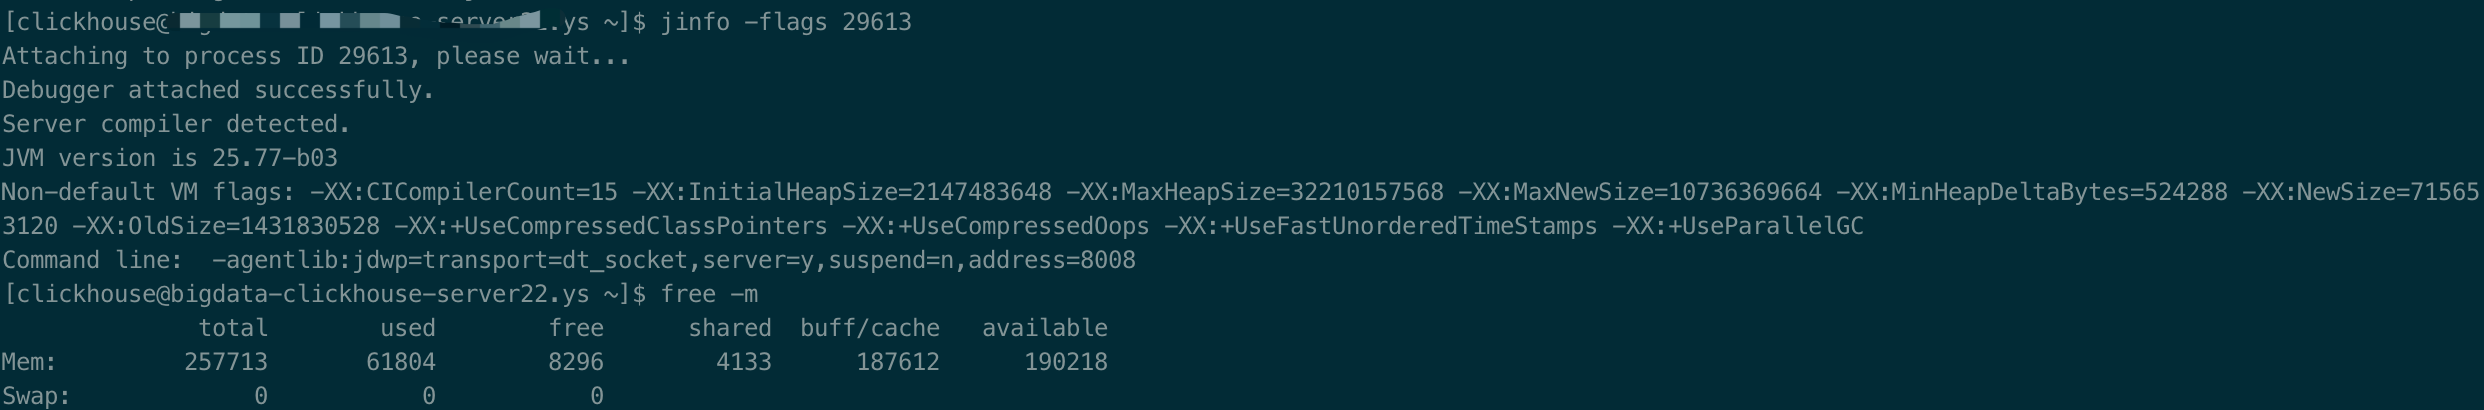 [clickhouse@ .ys ~]$ jinfo -flags 29613
Attaching to process ID 29613, please wait...
Debugger attached successfully.
Server compiler detected.
JVM version is 25.77-b03
Non-default VM flags: -XX:CICompilerCount=15 -XX:InitialHeapSize=2147483648 -XX:MaxHeapSize=32210157568 -XX:MaxNewSize=10736369664 -XX:MinHeapDeltaBytes=524288 -XX:NewSize=71565
3120 -XX:OldSize=1431830528 -XX:+UseCompressedClassPointers -XX:+UseCompressedOops -XX:+UseFastUnorderedTimeStamps -XX:+UseParallelGC
Command line:  -agentlib:jdwp=transport=dt_socket,server=y,suspend=n,address=8008
[clickhouse@bigdata-clickhouse-server22.ys ~]$ free -m
total used free shared buff/cache available
Mem: 257713 61804 8296 4133 187612 190218
Swap: 0 0 0